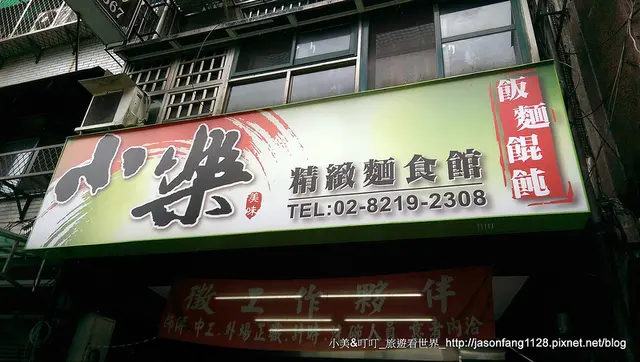 667
小樂
美味
精緻麵食館
TEL:02-8219-2308
飯麵餛飩
徵工作夥伴
小美&叮叮_旅遊看世界_http://jasonfang1128.pixnet.net/blog